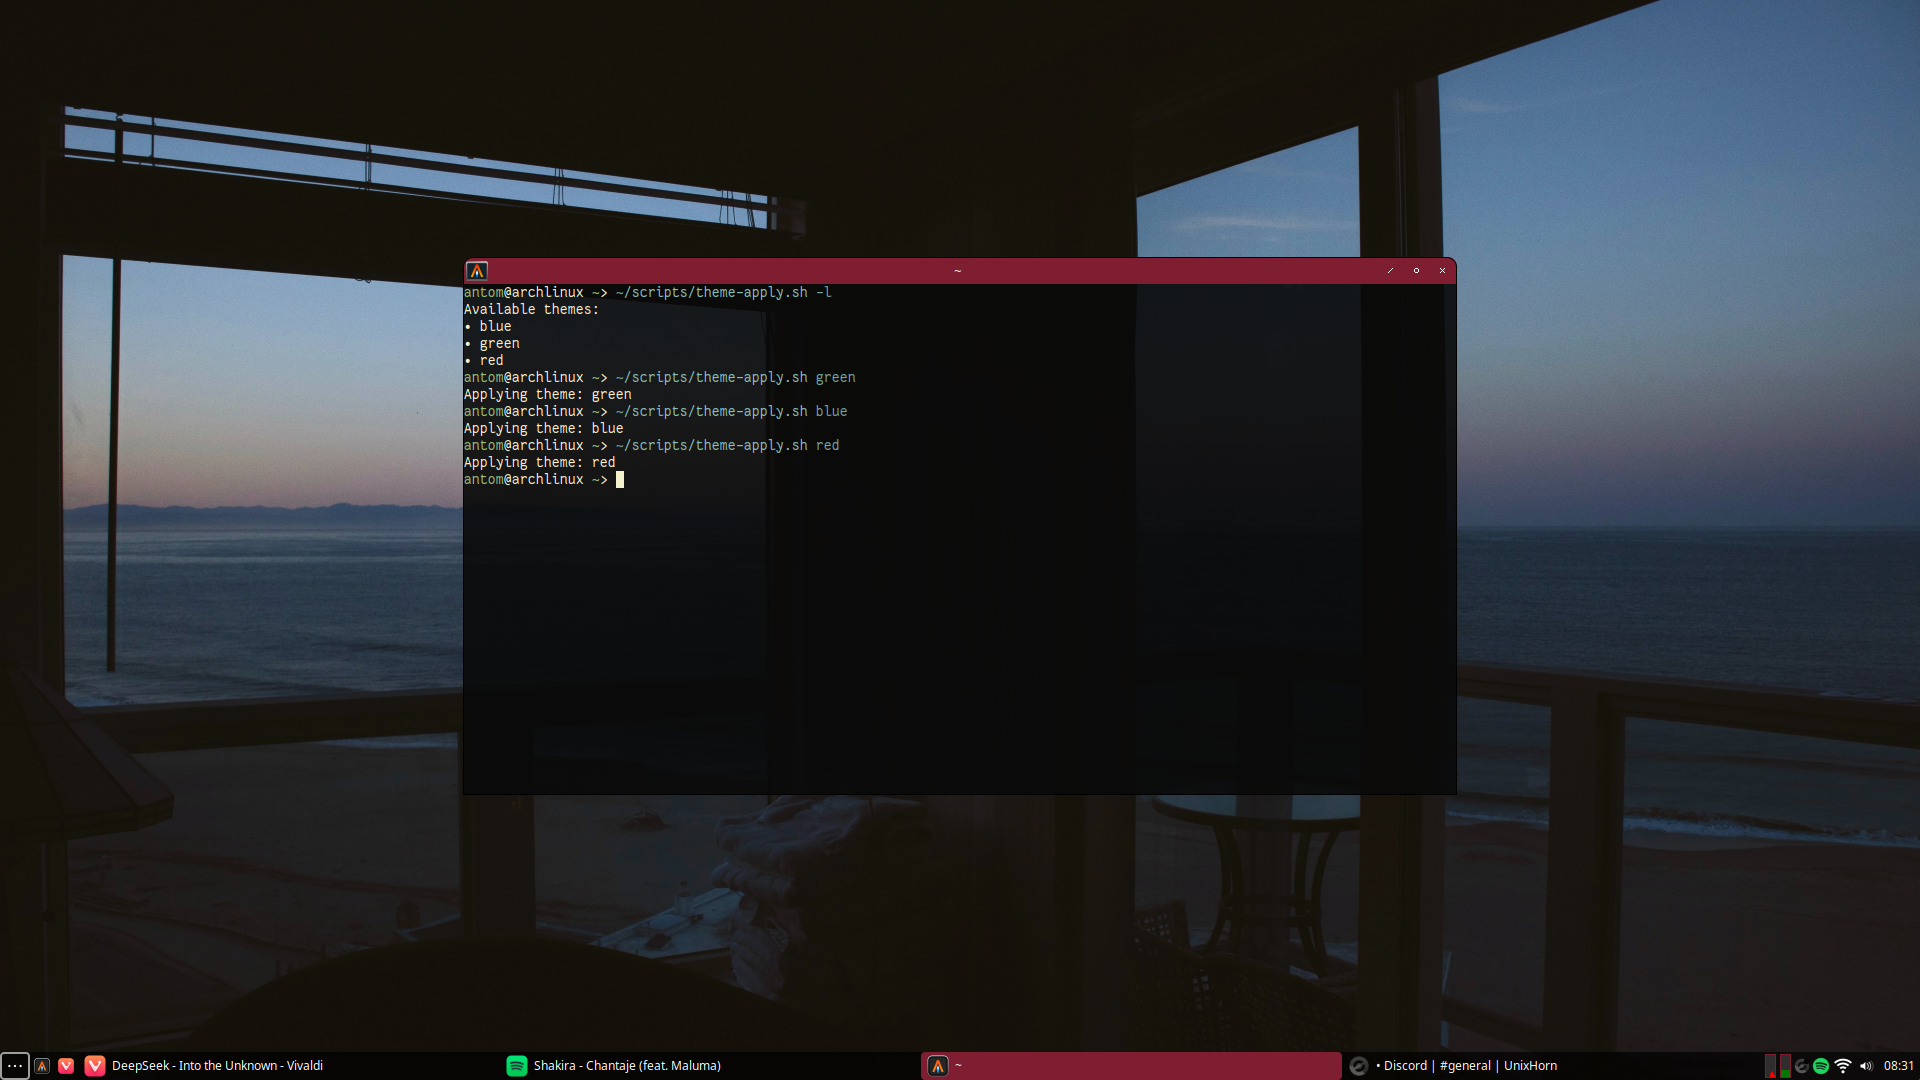 ~
antom@archlinux ~> ~/scripts/theme-apply.sh -l
Available themes:
• blue
• green
• red
antom@archlinux ~> ~/scripts/theme-apply.sh green
Applying theme: green
antom@archlinux ~> ~/scripts/theme-apply.sh blue
Applying theme: blue
antom@archlinux ~> ~/scripts/theme-apply.sh red
Applying theme: red
antom@archlinux ~>
DeepSeek - Into the Unknown - Vivaldi
Shakira - Chantaje (feat. Maluma)
~
• Discord | #general | UnixHorn
08:31